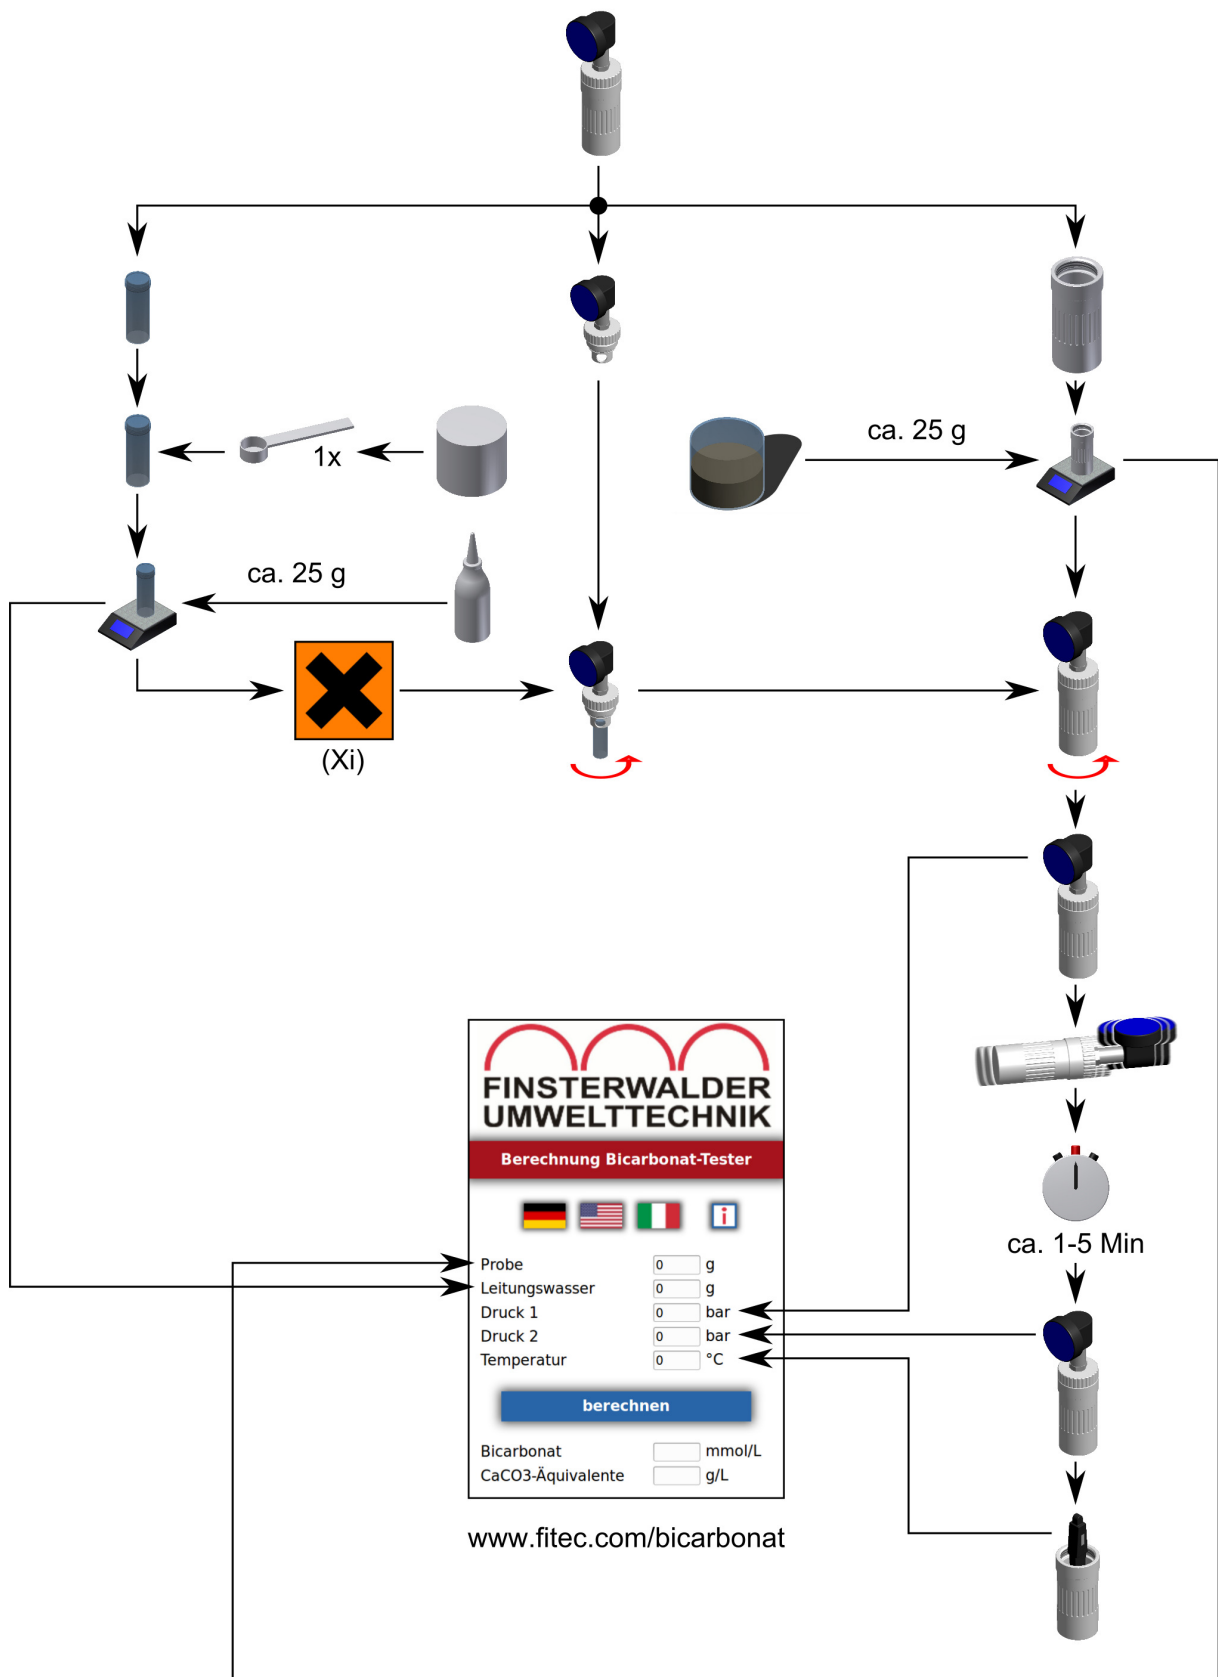 1x
ca. 25 g
ca. 25 g
(Xi)
FINSTERWALDER
UMWELTTECHNIK
Berechnung Bicarbonat-Tester
i
Probe 0 g
Leitungswasser 0 g
Druck 1 0 bar
Druck 2 0 bar
Temperatur 0 °C
berechnen
Bicarbonat mmol/L
CaCO3-Äquivalente g/L
www.fitec.com/bicarbonat
ca. 1-5 Min